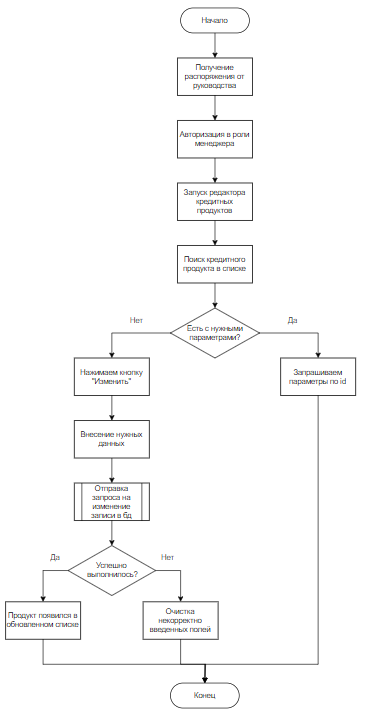 Начало
Получение
распоряжения от
руководства
Авторизация в роли
менеджера
Запуск редактора
кредитных
продуктов
Поиск кредитного
продукта в списке
Нет
Да
Есть с нужными
параметрами?
Нажимаем кнопку
"Изменить"
Запрашиваем
параметры по id
Внесение нужных
данных
Отправка
запроса на
изменение
записи в бд
Да
Нет
Успешно
выполнилось?
Продукт появился в
обновленном списке
Очистка
некорректно
введенных полей
Конец